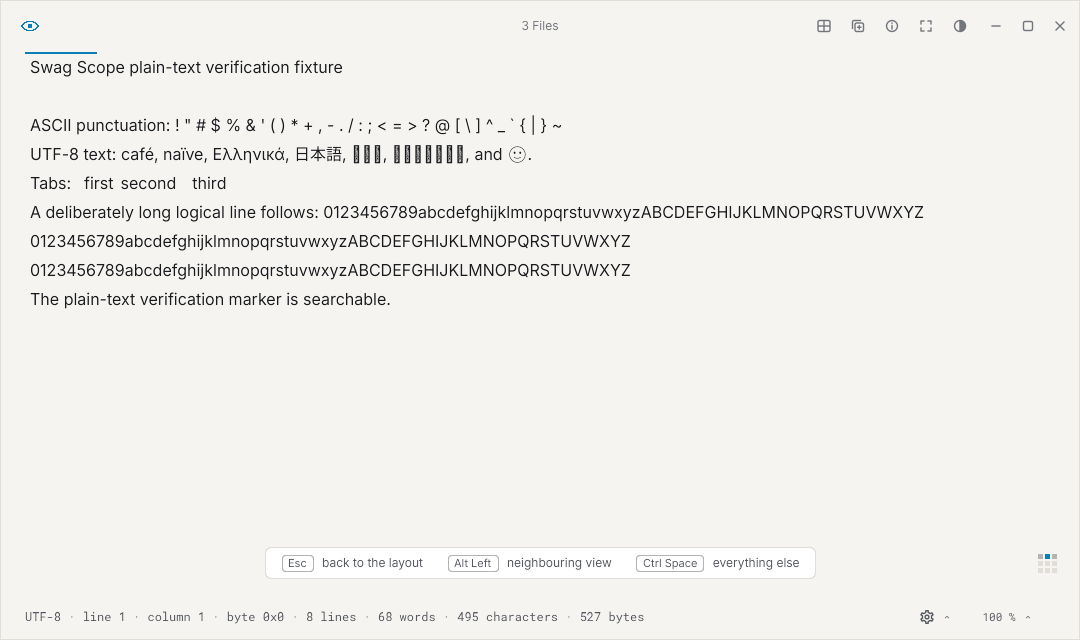 3 Files
Swag Scope plain-text verification fixture
ASCII punctuation: ! " # $ % & ' ( ) * + , - . / : ; < = > ? @ [ \ ] ^ _ ` { | } ~
UTF-8 text: café, naïve, Ελληνικά, 日本語, and 🙂.
Tabs: first second third
A deliberately long logical line follows: 0123456789abcdefghijklmnopqrstuvwxyzABCDEFGHIJKLMNOPQRSTUVWXYZ
0123456789abcdefghijklmnopqrstuvwxyzABCDEFGHIJKLMNOPQRSTUVWXYZ
0123456789abcdefghijklmnopqrstuvwxyzABCDEFGHIJKLMNOPQRSTUVWXYZ
The plain-text verification marker is searchable.
Esc back to the layout Alt Left neighbouring view Ctrl Space everything else
UTF-8 · line 1 · column 1 · byte 0x0 · 8 lines · 68 words · 495 characters · 527 bytes 100 %